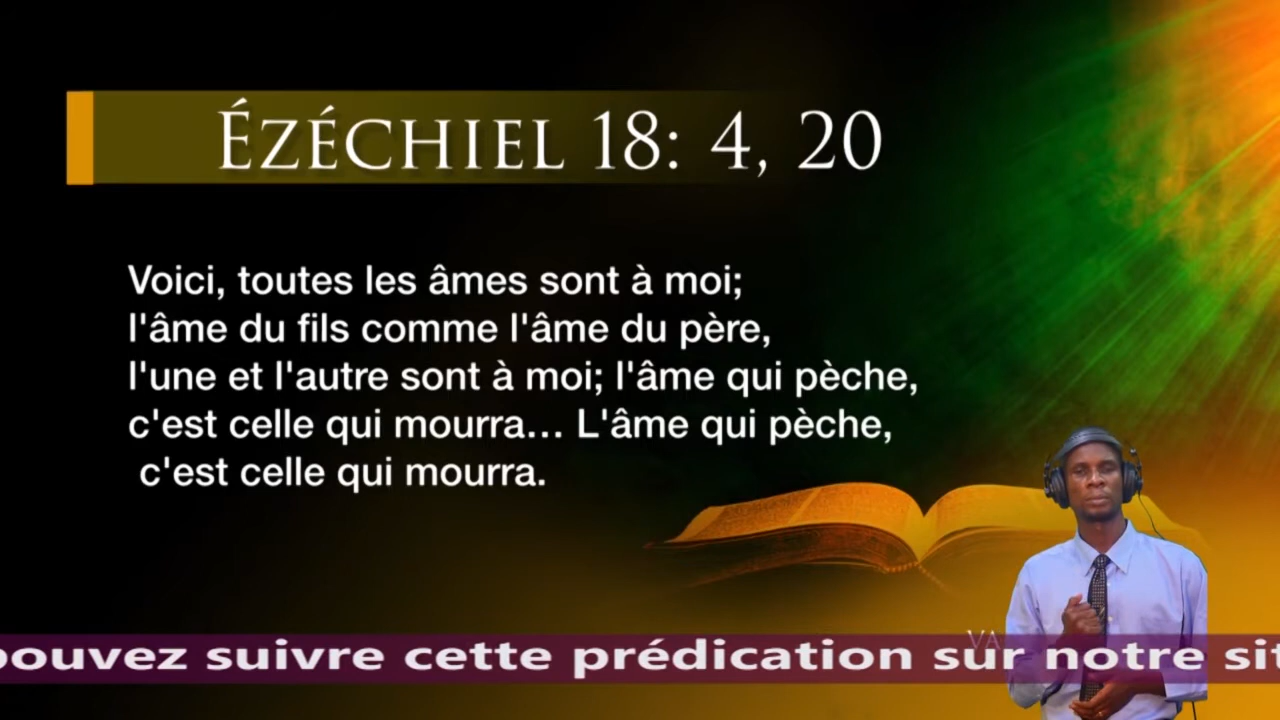 ÉZÉCHIEL 18: 4, 20
Voici, toutes les âmes sont à moi;
l'âme du fils comme l'âme du père,
l'une et l'autre sont à moi; l'âme qui pèche,
c'est celle qui mourra... L'âme qui pèche,
c'est celle qui mourra.
VA
pouvez suivre cette prédication sur notre sit